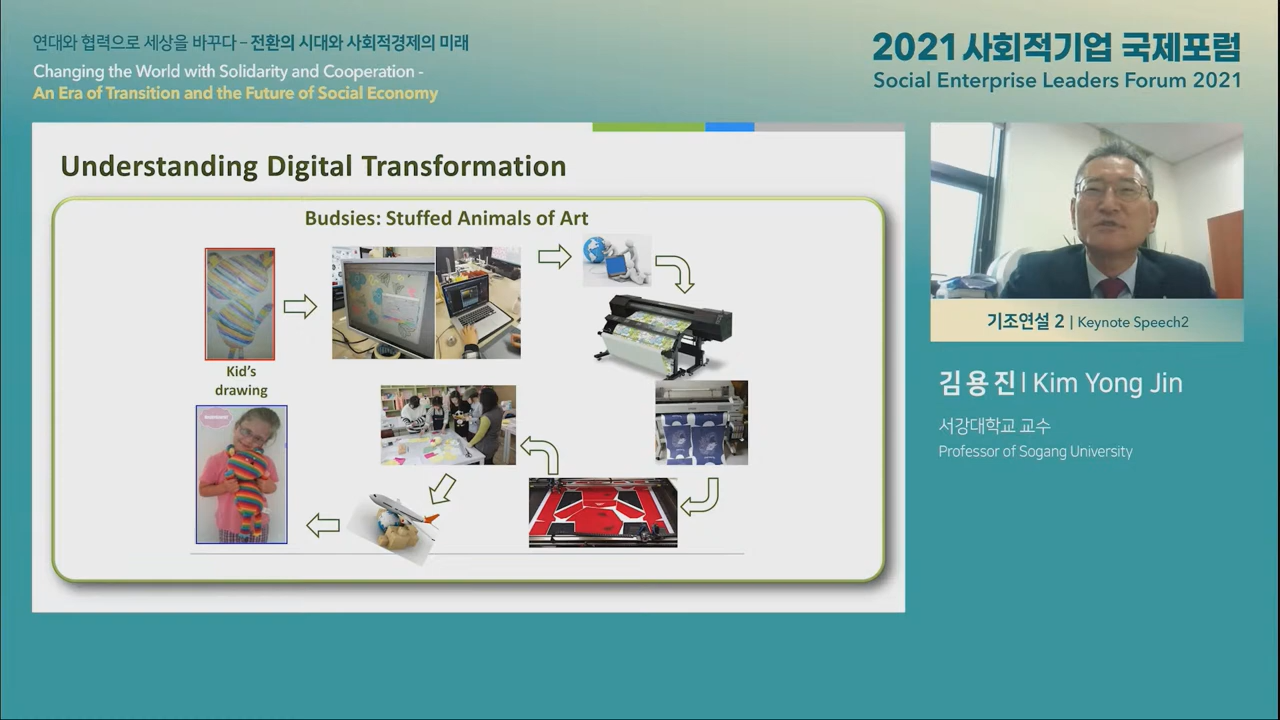 연대와 협력으로 세상을 바꾸다 – 전환의 시대와 사회적경제의 미래
Changing the World with Solidarity and Cooperation -
An Era of Transition and the Future of Social Economy
2021 사회적기업 국제포럼
Social Enterprise Leaders Forum 2021
Understanding Digital Transformation
Budsies: Stuffed Animals of Art
Kid's
drawing
기조연설 2 | Keynote Speech2
김용진 | Kim Yong Jin
서강대학교 교수
Professor of Sogang University